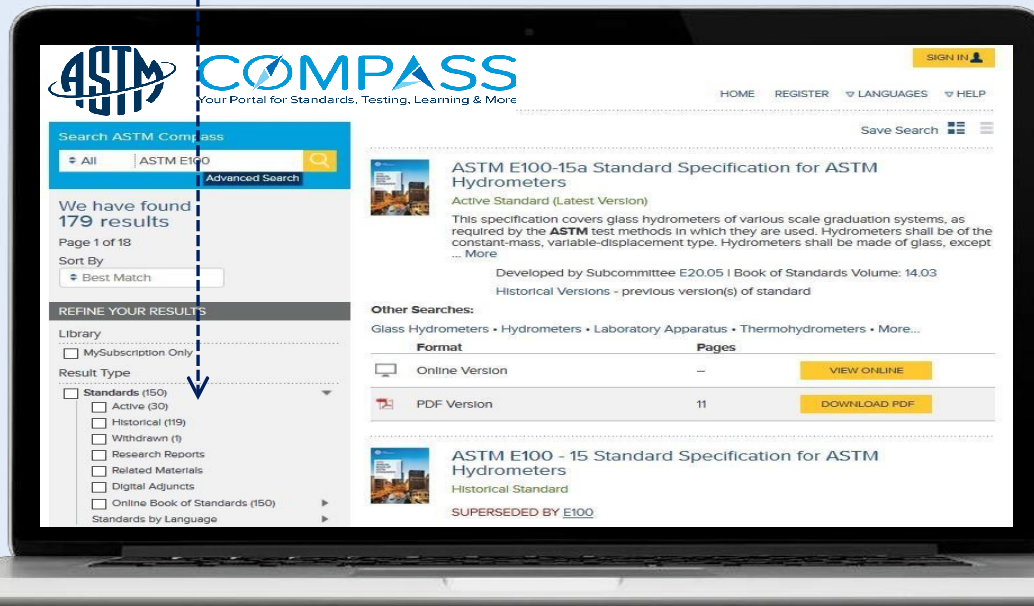 ASTM COMPASS
Your Portal for Standards, Testing, Learning & More
SIGN IN
HOME REGISTER LANGUAGES HELP
Search ASTM Compass
All ASTM E100
Advanced Search
We have found
179 results
Page 1 of 18
Sort By
Best Match
REFINE YOUR RESULTS
Library
MySubscription Only
Result Type
Standards (150)
Active (30)
Historical (119)
Withdrawn (1)
Research Reports
Related Materials
Digital Adjuncts
Online Book of Standards (150)
Standards by Language
Save Search
ASTM E100-15a Standard Specification for ASTM
Hydrometers
Active Standard (Latest Version)
This specification covers glass hydrometers of various scale graduation systems, as
required by the ASTM test methods in which they are used. Hydrometers shall be of the
constant-mass, variable-displacement type. Hydrometers shall be made of glass, except
... More
Developed by Subcommittee E20.05 | Book of Standards Volume: 14.03
Historical Versions - previous version(s) of standard
Other Searches:
Glass Hydrometers • Hydrometers • Laboratory Apparatus • Thermohydrometers • More...
Format Pages
Online Version – VIEW ONLINE
PDF Version 11 DOWNLOAD PDF
ASTM E100 - 15 Standard Specification for ASTM
Hydrometers
Historical Standard
SUPERSEDED BY E100